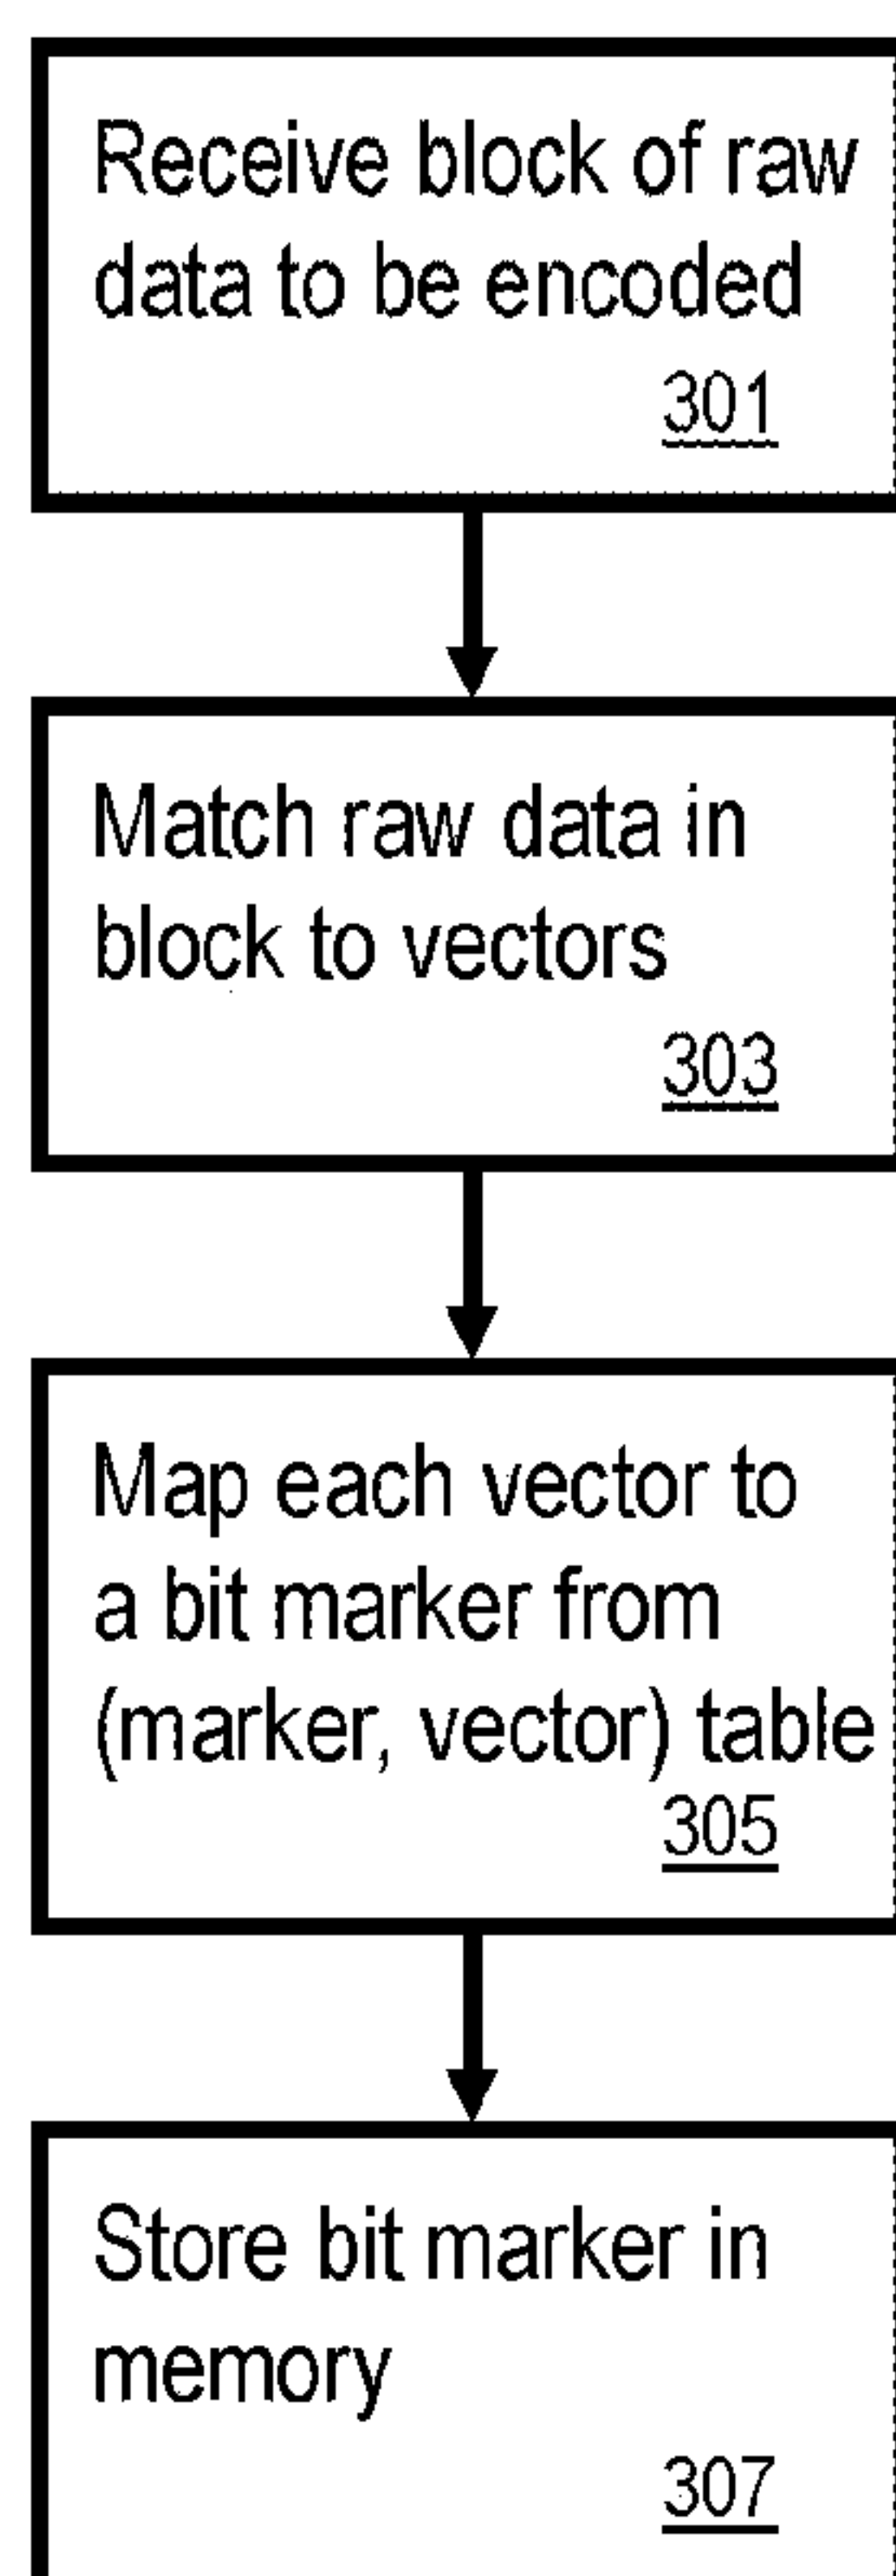 Receive block of raw
data to be encoded
301
Match raw data in
block to vectors
303
Map each vector to
a bit marker from
(marker, vector) table
305
Store bit marker in
memory
307